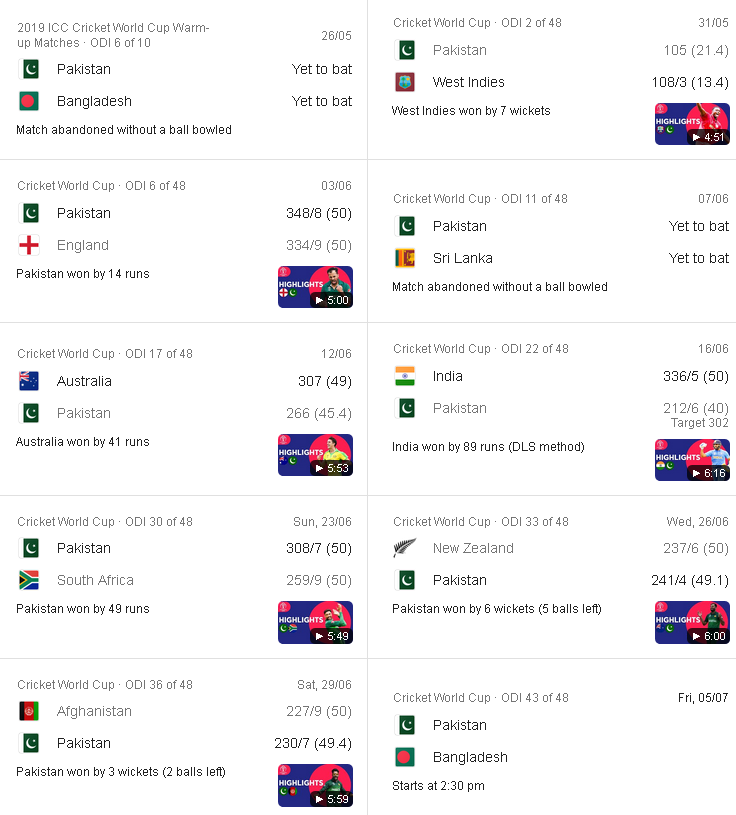 2019 ICC Cricket World Cup Warm-
up Matches · ODI 6 of 10
26/05
Pakistan
Yet to bat
Bangladesh
Yet to bat
Match abandoned without a ball bowled
Cricket World Cup · ODI 2 of 48
31/05
Pakistan
105 (21.4)
West Indies
108/3 (13.4)
West Indies won by 7 wickets
HIGHLIGHTS
4:51
Cricket World Cup · ODI 6 of 48
03/06
Pakistan
348/8 (50)
England
334/9 (50)
Pakistan won by 14 runs
HIGHLIGHTS
5:00
Cricket World Cup · ODI 11 of 48
07/06
Pakistan
Yet to bat
Sri Lanka
Yet to bat
Match abandoned without a ball bowled
Cricket World Cup · ODI 17 of 48
12/06
Australia
307 (49)
Pakistan
266 (45.4)
Australia won by 41 runs
HIGHLIGHTS
5:53
Cricket World Cup · ODI 22 of 48
16/06
India
336/5 (50)
Pakistan
212/6 (40)
Target 302
India won by 89 runs (DLS method)
HIGHLIGHTS
6:16
Cricket World Cup · ODI 30 of 48
Sun, 23/06
Pakistan
308/7 (50)
South Africa
259/9 (50)
Pakistan won by 49 runs
HIGHLIGHTS
5:49
Cricket World Cup · ODI 33 of 48
Wed, 26/06
New Zealand
237/6 (50)
Pakistan
241/4 (49.1)
Pakistan won by 6 wickets (5 balls left)
HIGHLIGHTS
6:00
Cricket World Cup · ODI 36 of 48
Sat, 29/06
Afghanistan
227/9 (50)
Pakistan
230/7 (49.4)
Pakistan won by 3 wickets (2 balls left)
HIGHLIGHTS
5:59
Cricket World Cup · ODI 43 of 48
Fri, 05/07
Pakistan
Bangladesh
Starts at 2:30 pm